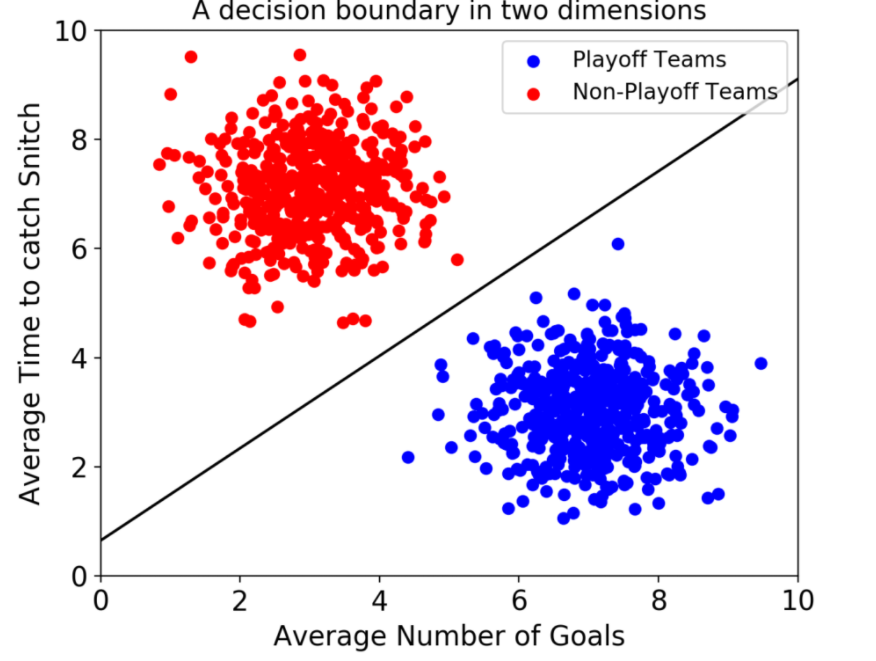 A decision boundary in two dimensions
10
Playoff Teams
Non-Playoff Teams
8
6
4
2
0
Average Time to catch Snitch
0 2 4 6 8 10
Average Number of Goals